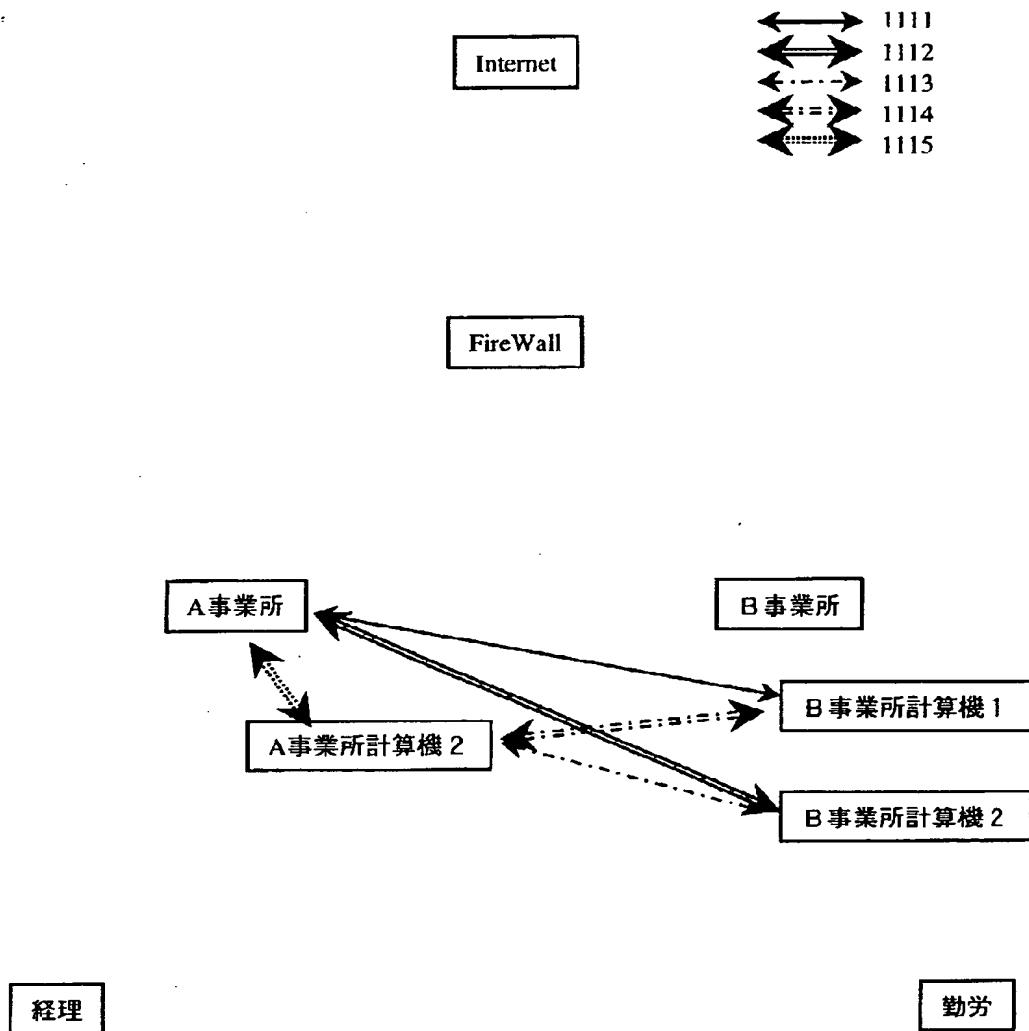 Internet
1111
1112
1113
1114
1115
FireWall
A事業所
B事業所
B事業所計算機1
A事業所計算機2
B事業所計算機2
経理
勤労